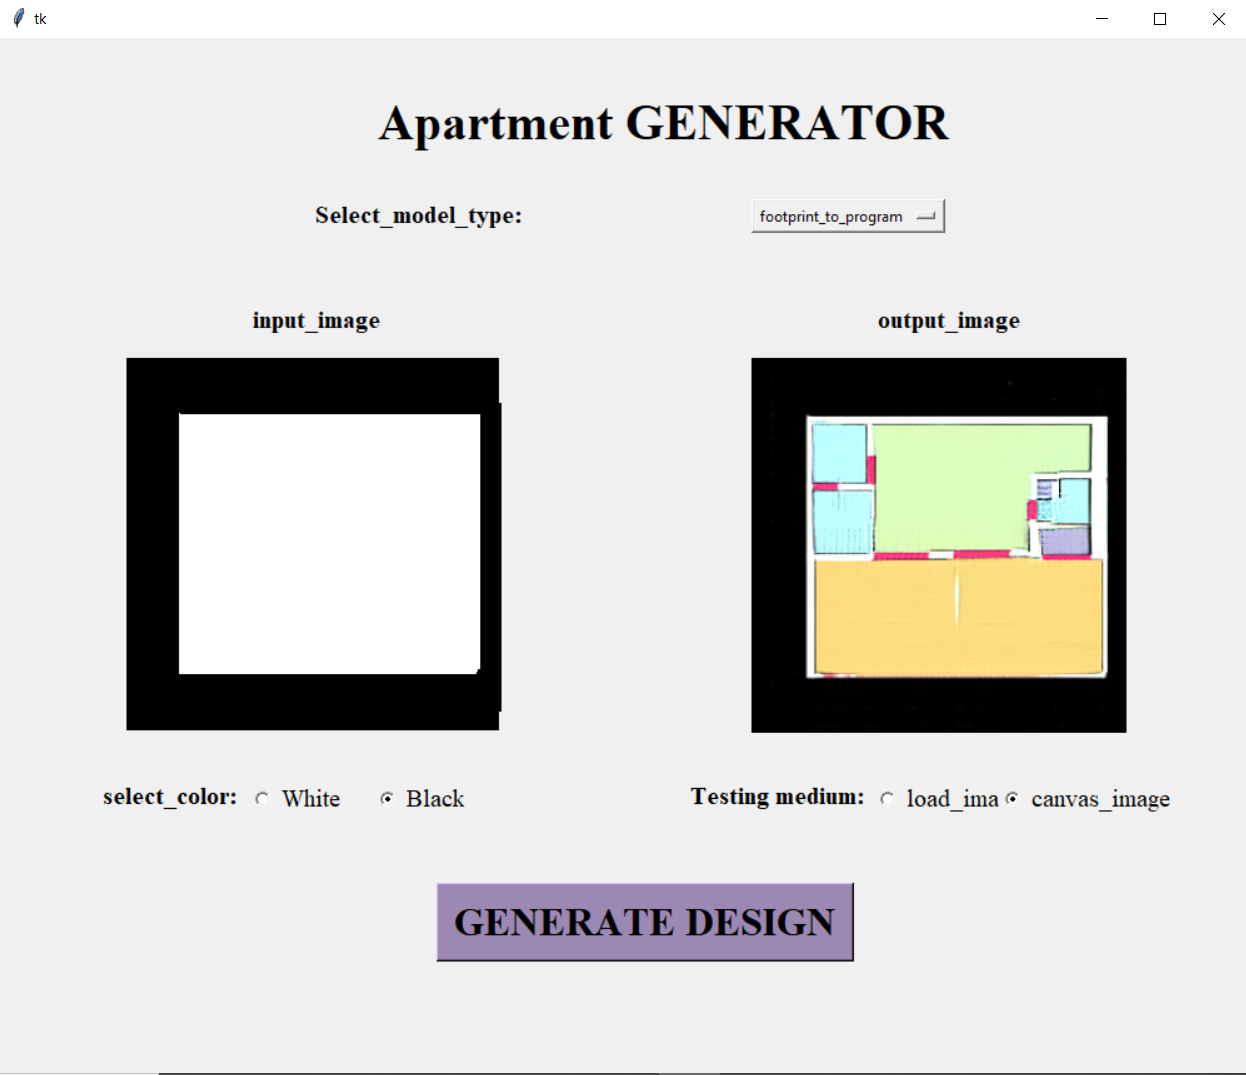 tk
Apartment GENERATOR
Select_model_type: footprint_to_program
input_image output_image
select_color: White Black Testing medium: load_ima canvas_image
GENERATE DESIGN